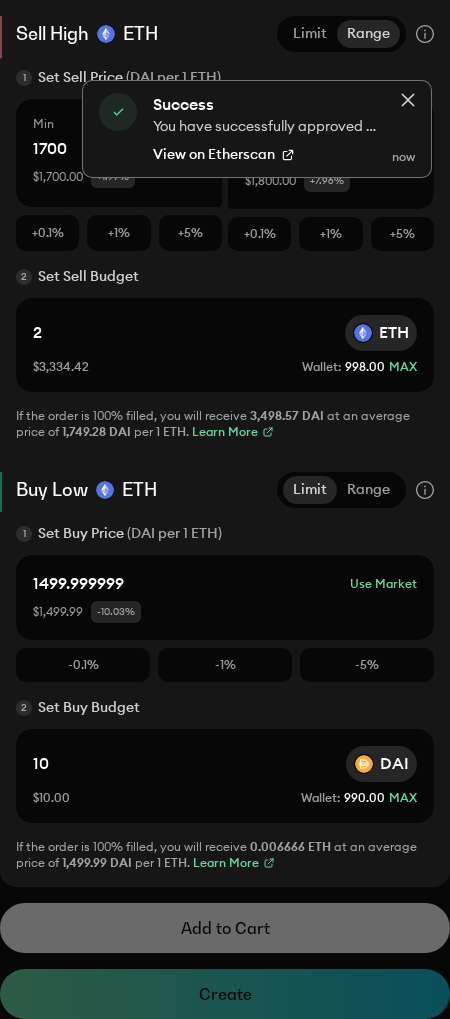 Sell High ETH Limit Range
1 Set Sell Price (DAI per 1 ETH)
Success
You have successfully approved ...
View on Etherscan
now
Min
1700
$1,700.00
$1,800.00 +7.96%
+0.1% +1% +5% +0.1% +1% +5%
2 Set Sell Budget
2 ETH
$3,334.42 Wallet: 998.00 MAX
If the order is 100% filled, you will receive 3,498.57 DAI at an average
price of 1,749.28 DAI per 1 ETH. Learn More
Buy Low ETH Limit Range
1 Set Buy Price (DAI per 1 ETH)
1499.999999 Use Market
$1,499.99 -10.03%
-0.1% -1% -5%
2 Set Buy Budget
10 DAI
$10.00 Wallet: 990.00 MAX
If the order is 100% filled, you will receive 0.006666 ETH at an average
price of 1,499.99 DAI per 1 ETH. Learn More
Add to Cart
Create